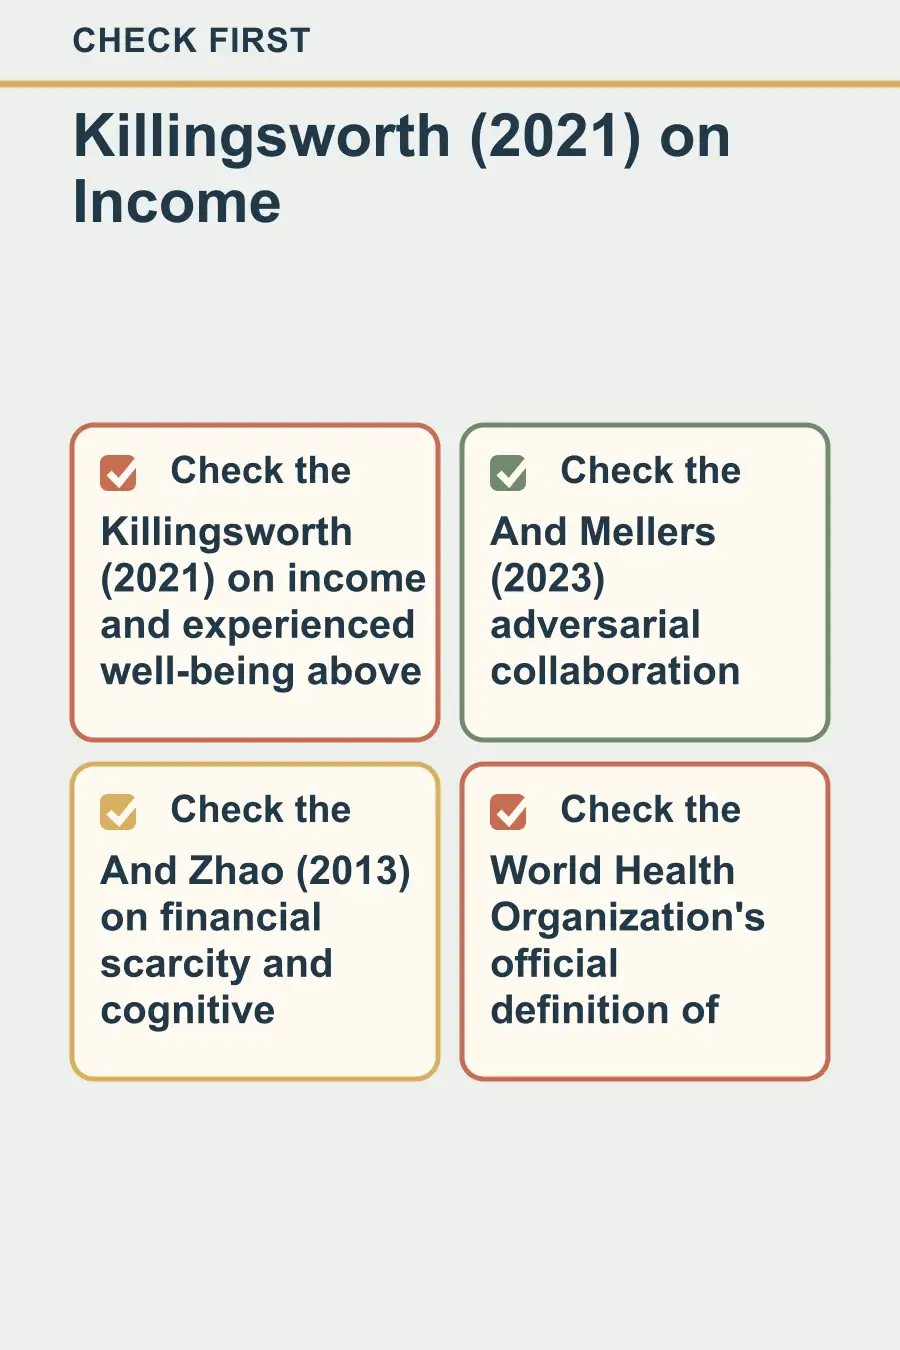 CHECK FIRST
Killingsworth (2021) on
Income
Check the
Killingsworth
(2021) on income
and experienced
well-being above
Check the
And Mellers
(2023)
adversarial
collaboration
Check the
And Zhao (2013)
on financial
scarcity and
cognitive
Check the
World Health
Organization's
official
definition of